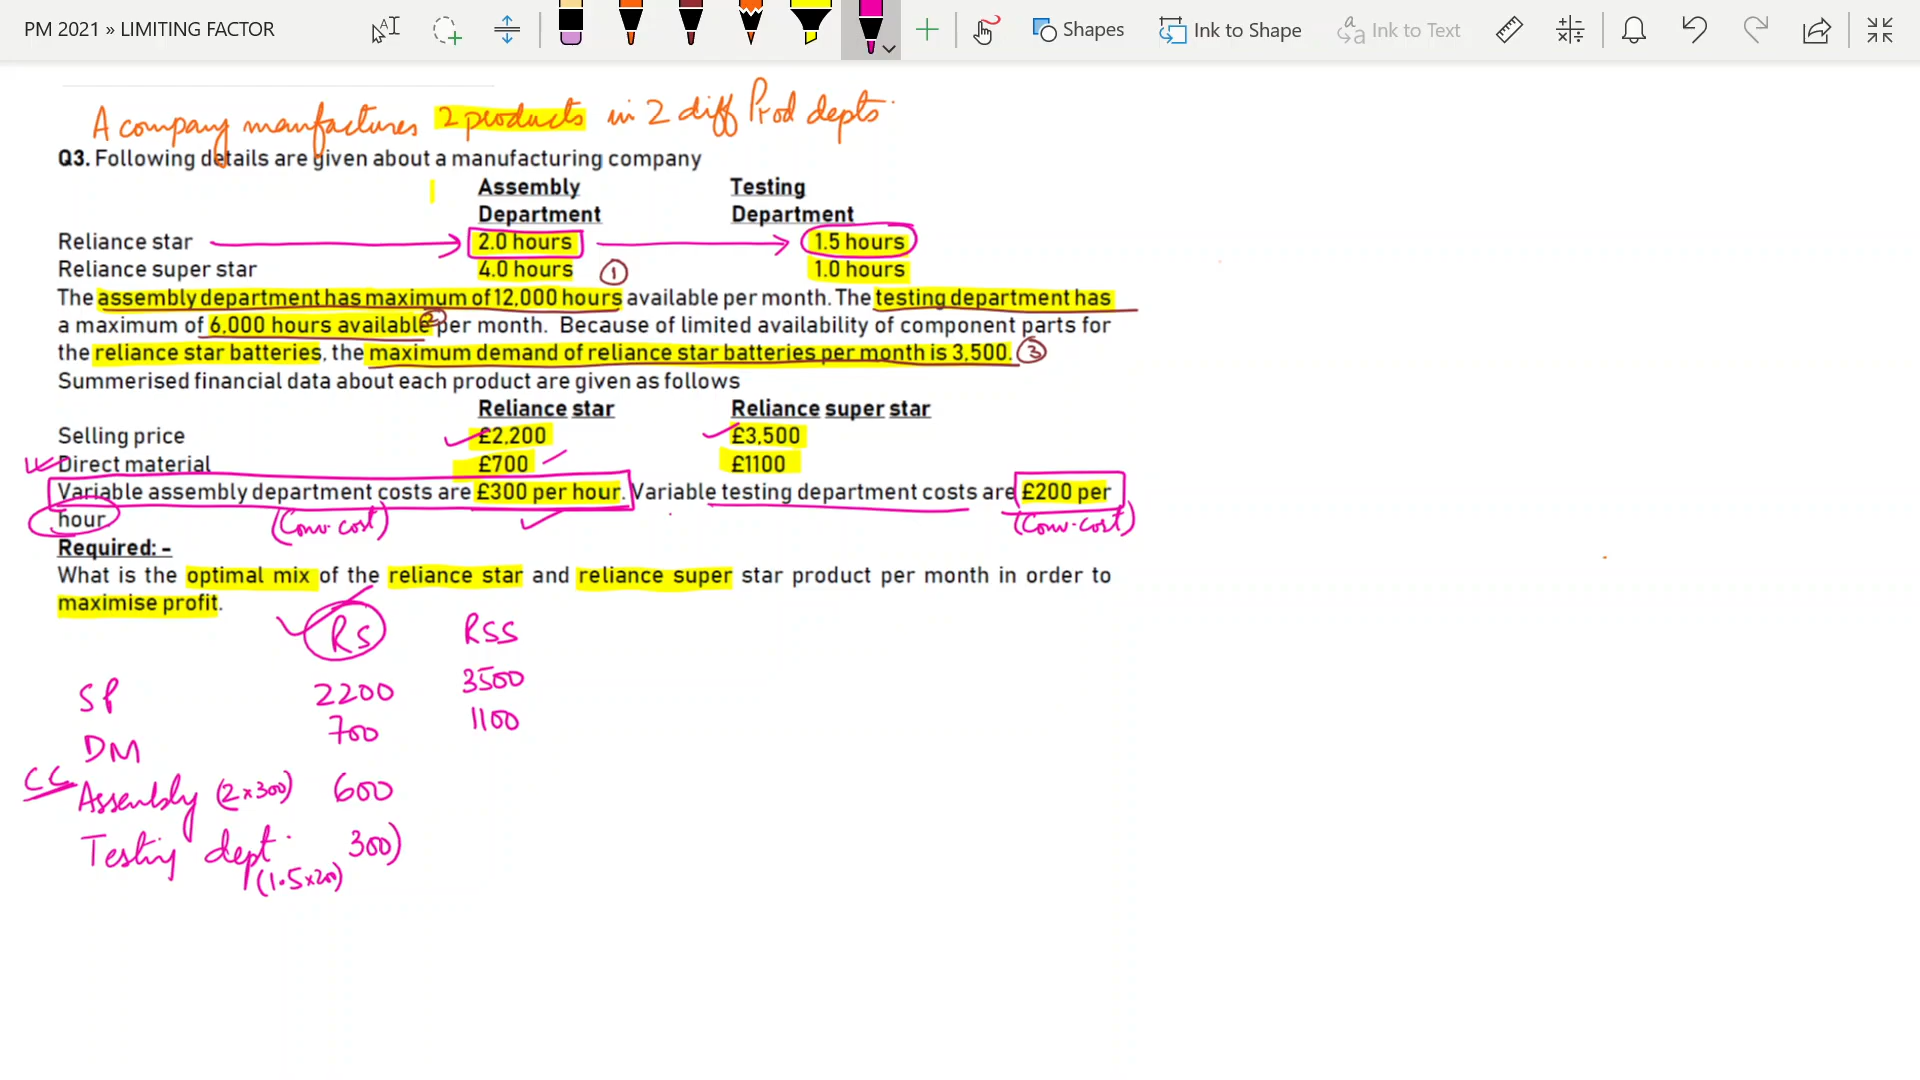 PM 2021 » LIMITING FACTOR
Shapes
Ink to Shape
Ink to Text
A company manfactures 2 products in 2 diff Prod depts.
Q3. Following details are given about a manufacturing company
Assembly Testing
Department Department
Reliance star 2.0 hours 1.5 hours
Reliance super star 4.0 hours ① 1.0 hours
The assembly department has maximum of 12,000 hours available per month. The testing department has
a maximum of 6,000 hours available ② per month. Because of limited availability of component parts for
the reliance star batteries, the maximum demand of reliance star batteries per month is 3,500. ③
Summerised financial data about each product are given as follows
Reliance star Reliance super star
Selling price £2,200 £3,500
Direct material £700 £1100
Variable assembly department costs are £300 per hour. Variable testing department costs are £200 per
hour. (Conv. cost) (Conv. cost)
Required: -
What is the optimal mix of the reliance star and reliance super star product per month in order to
maximise profit.
RS RSS
SP 2200 3500
DM 700 1100
CC Assembly (2×300) 600
Testing dept. 300)
(1.5×200)